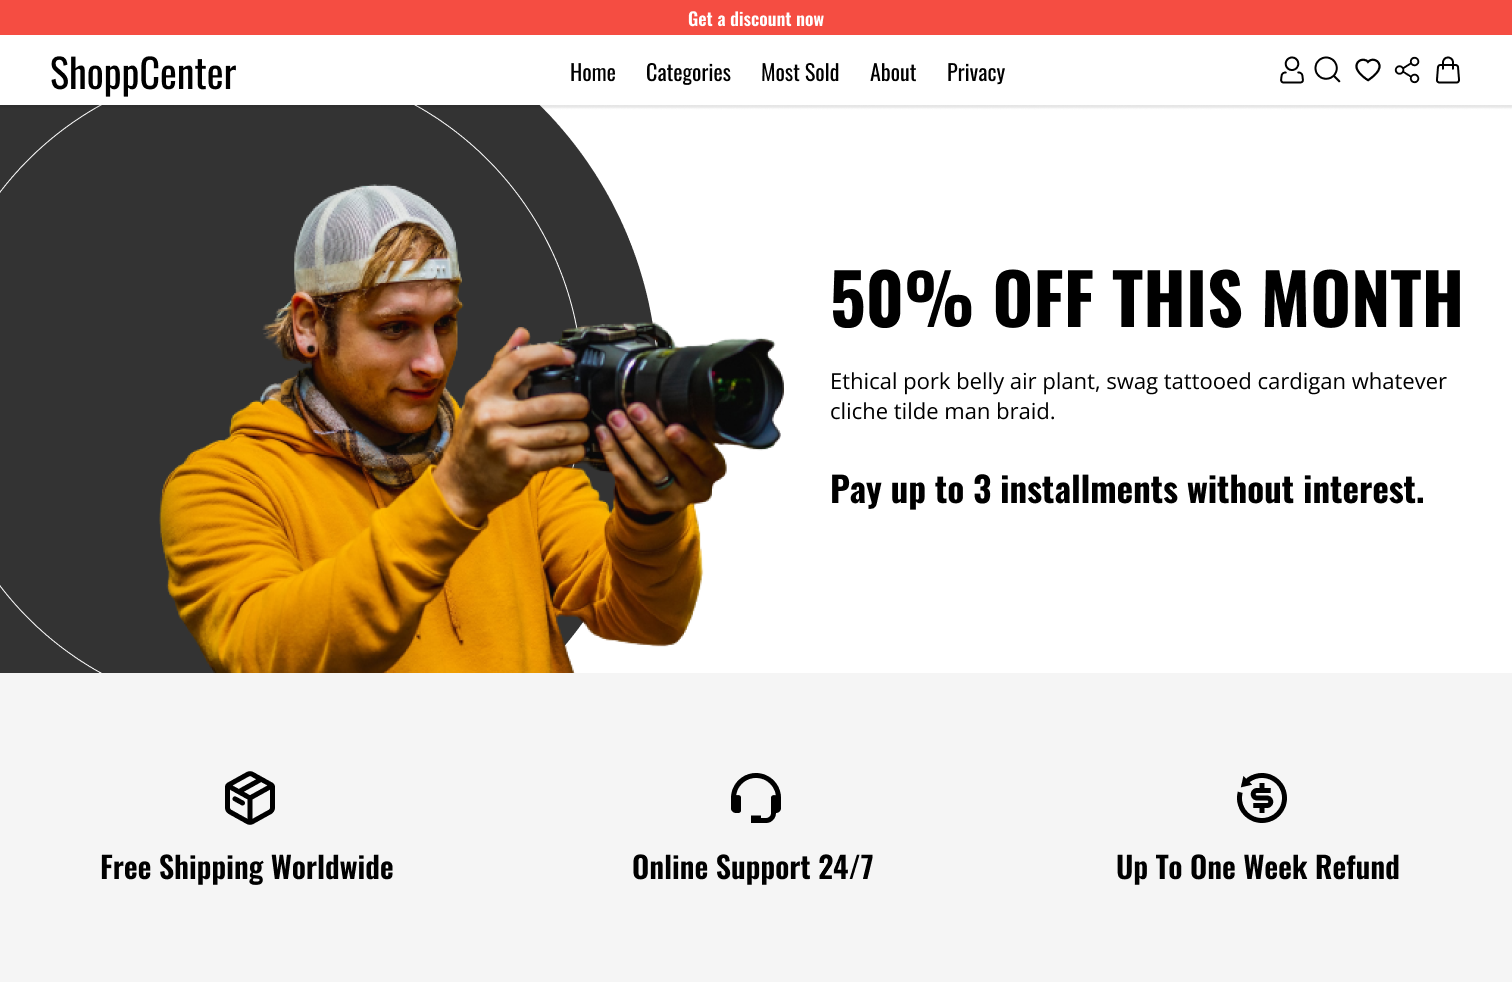 Get a discount now
ShoppCenter
Home Categories Most Sold About Privacy
50% OFF THIS MONTH
Ethical pork belly air plant, swag tattooed cardigan whatever
cliche tilde man braid.
Pay up to 3 installments without interest.
Free Shipping Worldwide
Online Support 24/7
Up To One Week Refund